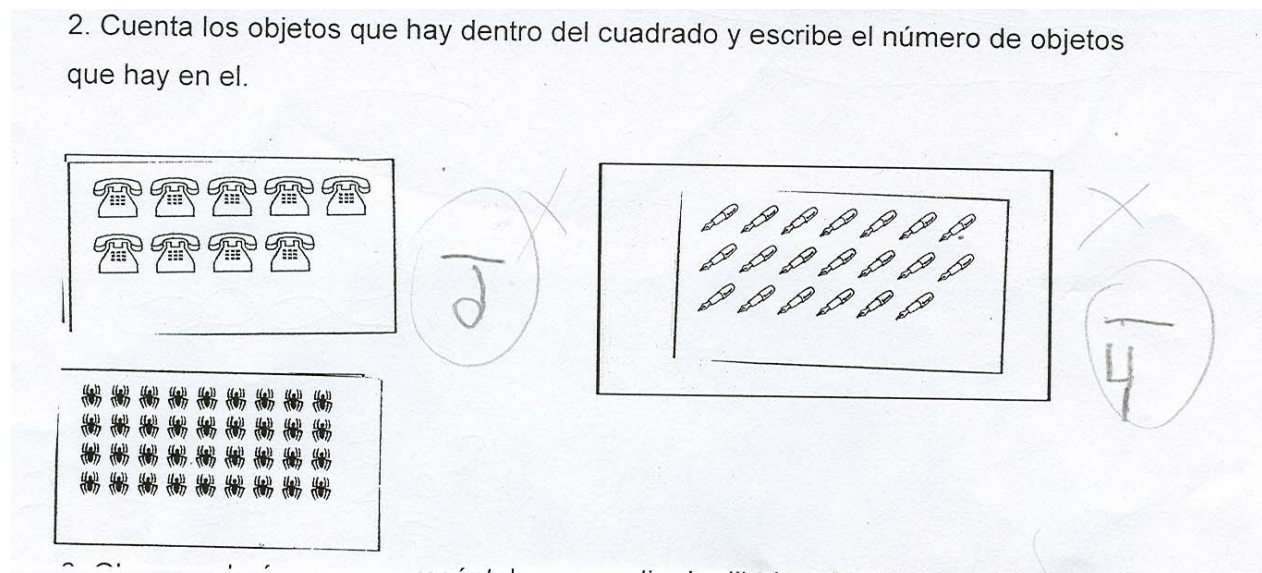 2. Cuenta los objetos que hay dentro del cuadrado y escribe el número de objetos
que hay en el.
4